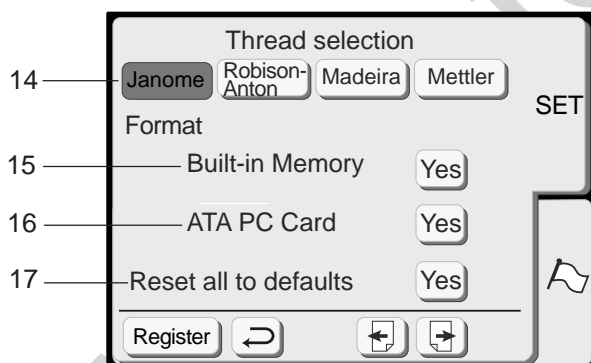 Thread selection
14 Janome Robison-Anton Madeira Mettler
SET
Format
15 Built-in Memory Yes
16 ATA PC Card Yes
17 Reset all to defaults Yes
Register